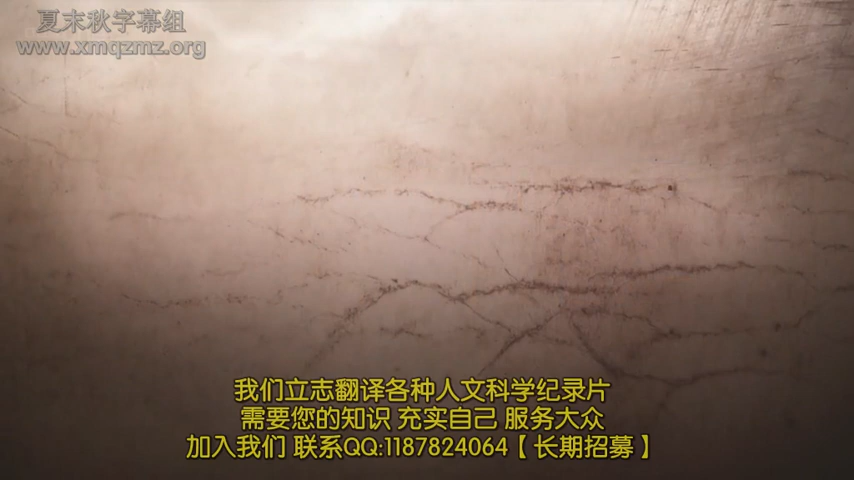 夏末秋字幕组
www.xmqzmz.org
我们立志翻译各种人文科学纪录片
需要您的知识 充实自己 服务大众
加入我们 联系QQ:1187824064【长期招募】